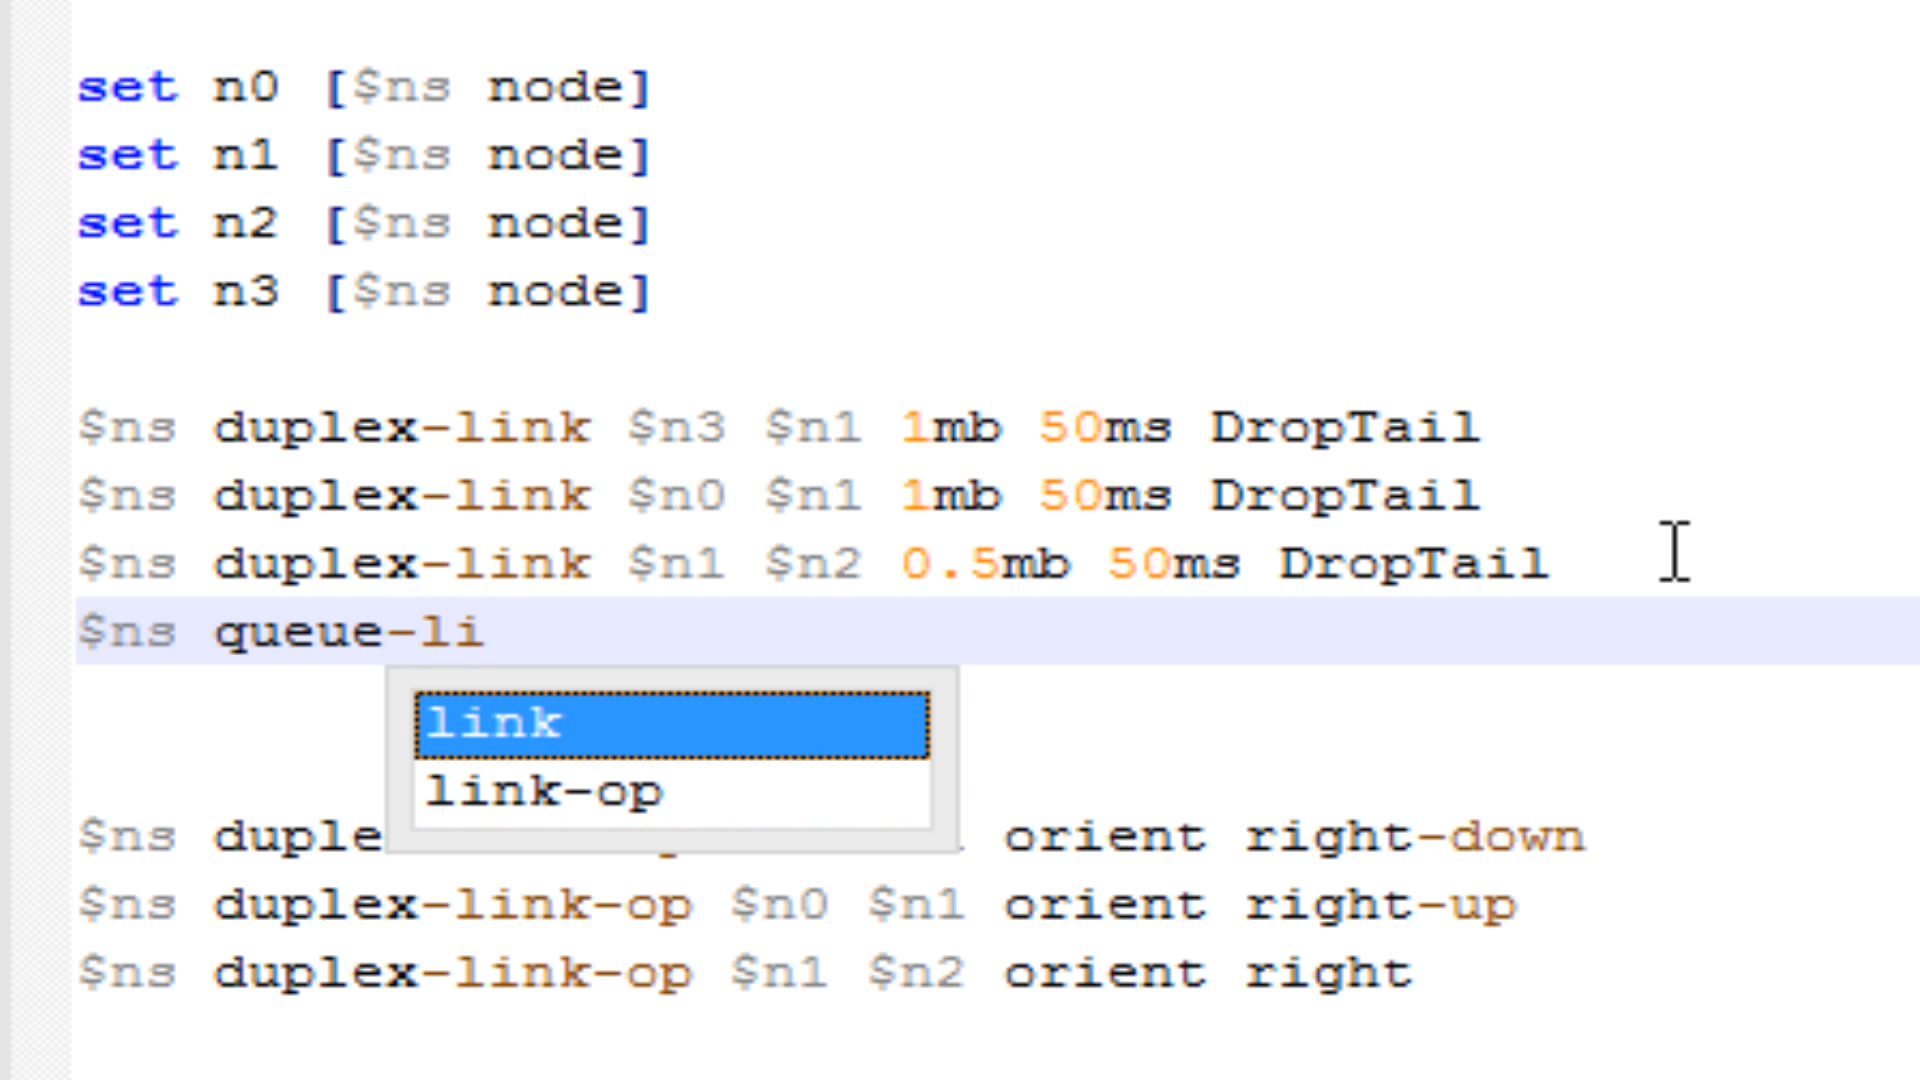 set n0 [$ns node]
set n1 [$ns node]
set n2 [$ns node]
set n3 [$ns node]
$ns duplex-link $n3 $n1 1mb 50ms DropTail
$ns duplex-link $n0 $n1 1mb 50ms DropTail
$ns duplex-link $n1 $n2 0.5mb 50ms DropTail
$ns queue-li
link
link-op
$ns duple orient right-down
$ns duplex-link-op $n0 $n1 orient right-up
$ns duplex-link-op $n1 $n2 orient right